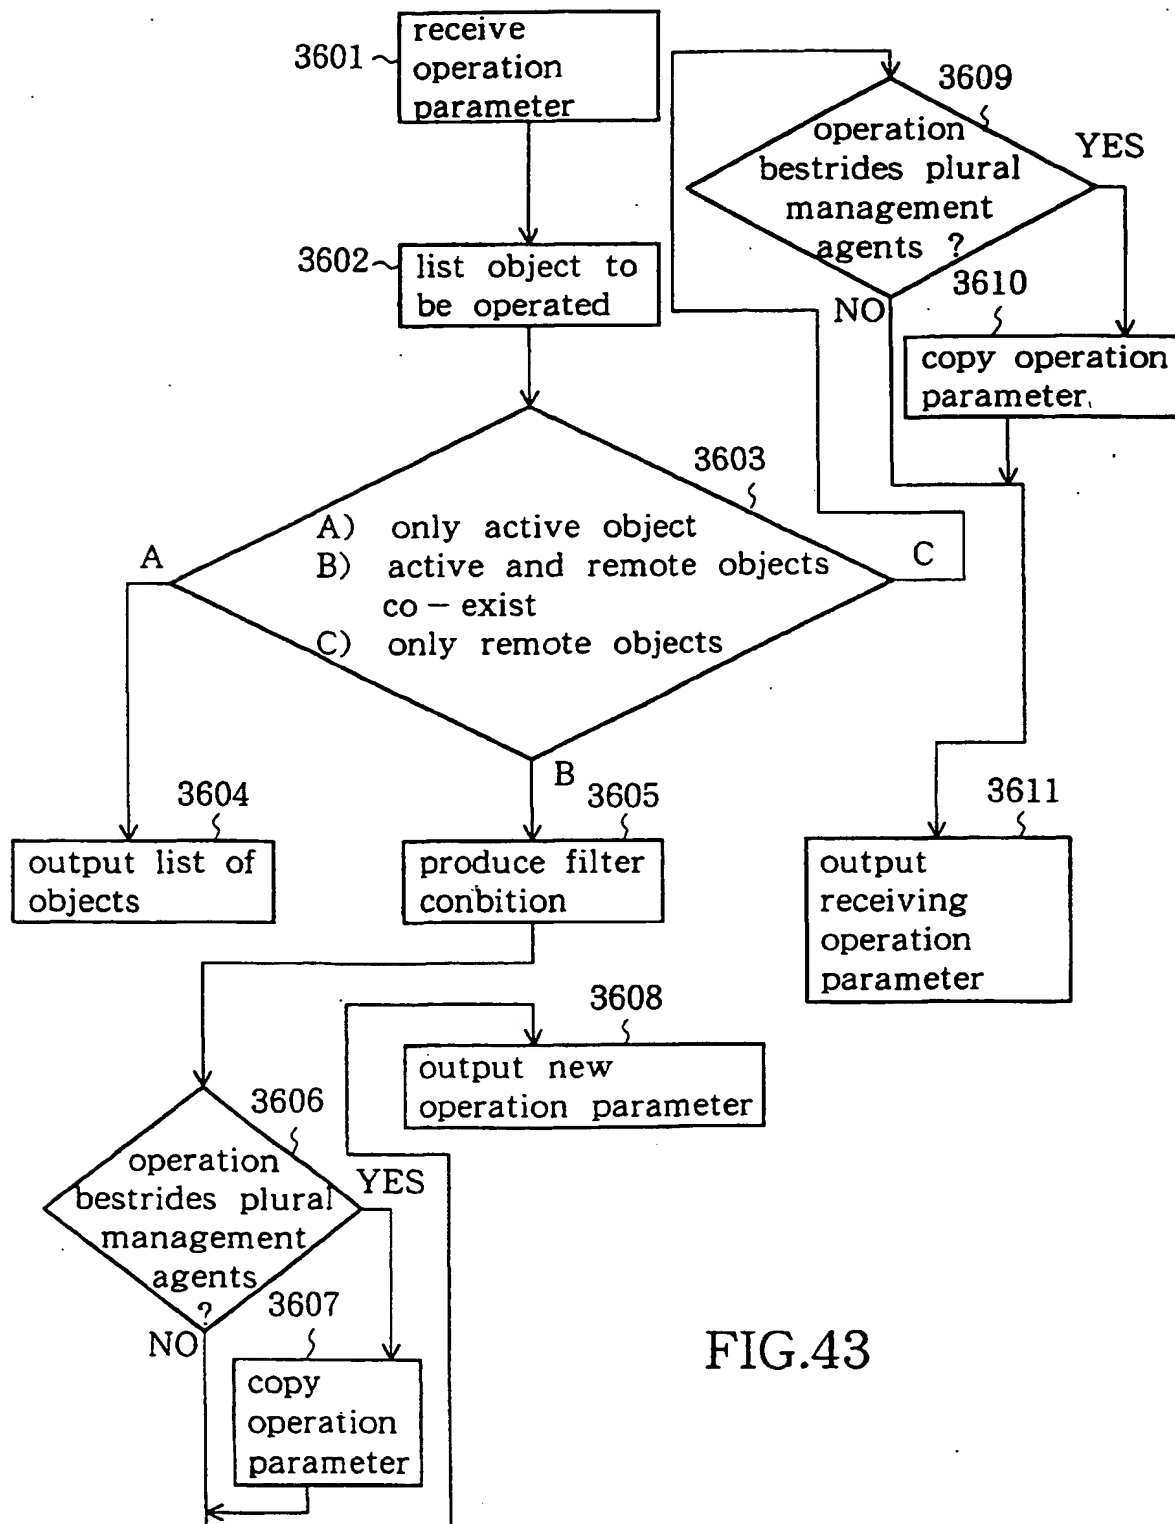 3601
receive
operation
parameter
3602
list object to
be operated
3603
A) only active object
B) active and remote objects
co - exist
C) only remote objects
A
B
C
3604
output list of
objects
3605
produce filter
conbition
3606
operation
bestrides plural
management
agents
?
YES
NO
3607
copy
operation
parameter
3608
output new
operation parameter
3609
operation
bestrides plural
management
agents ?
YES
NO
3610
copy operation
parameter
3611
output
receiving
operation
parameter
FIG.43